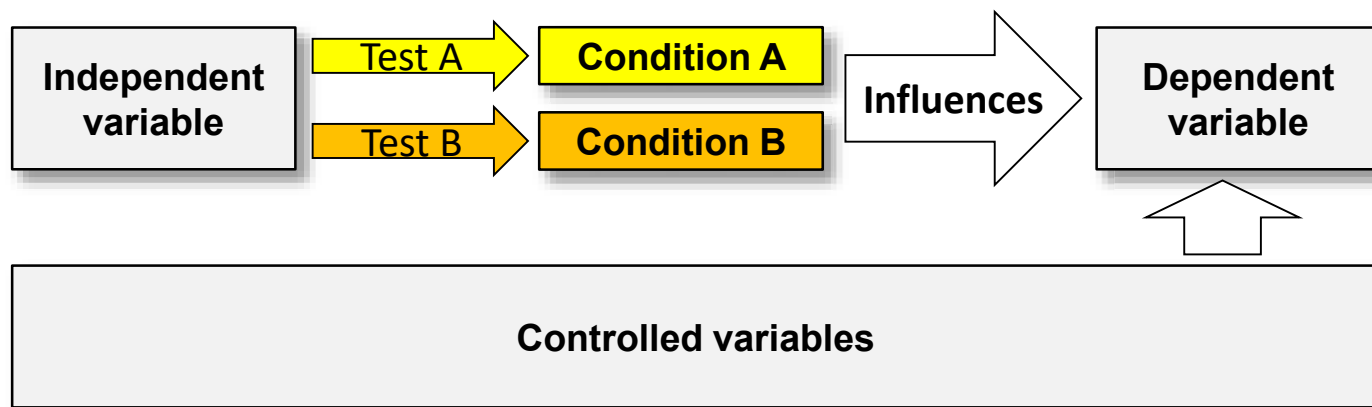 Independent
variable
Test A
Condition A
Test B
Condition B
Influences
Dependent
variable
Controlled variables